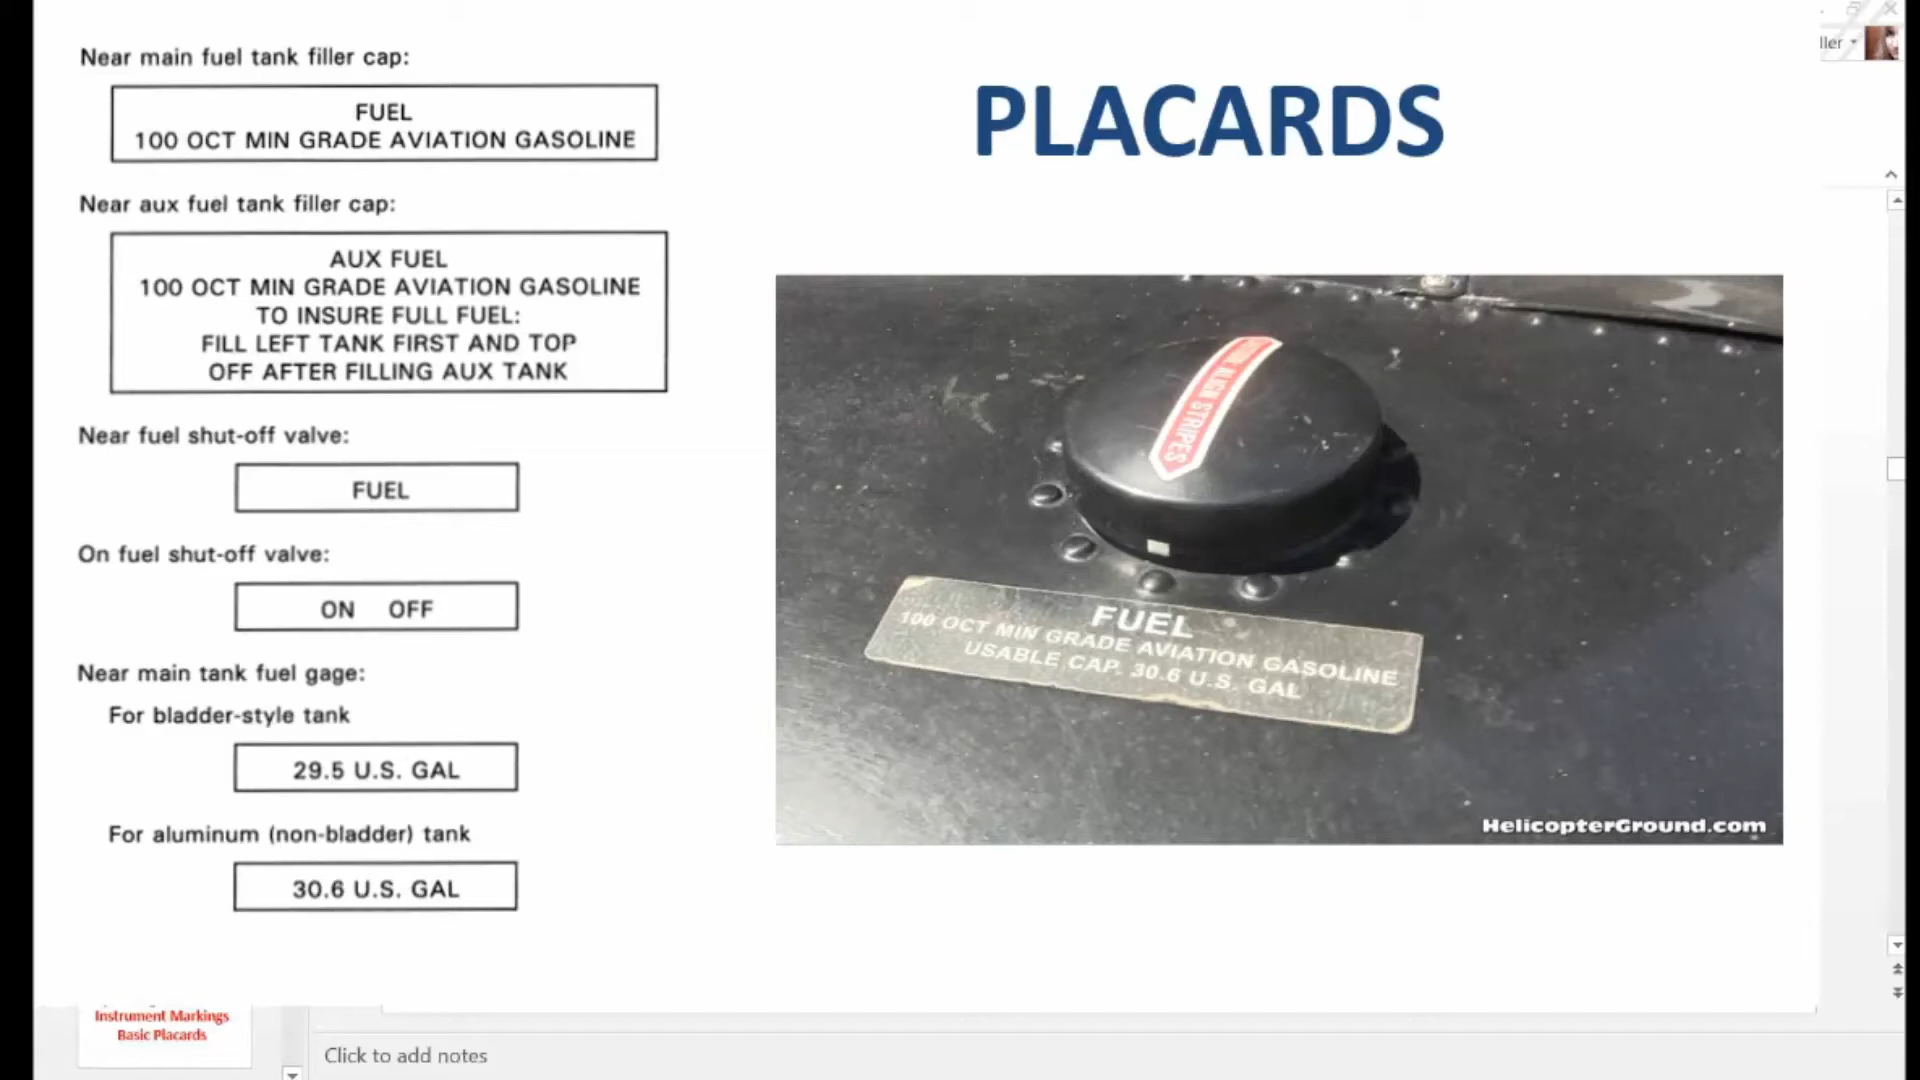 Near main fuel tank filler cap:
FUEL
100 OCT MIN GRADE AVIATION GASOLINE
Near aux fuel tank filler cap:
AUX FUEL
100 OCT MIN GRADE AVIATION GASOLINE
TO INSURE FULL FUEL:
FILL LEFT TANK FIRST AND TOP
OFF AFTER FILLING AUX TANK
Near fuel shut-off valve:
FUEL
On fuel shut-off valve:
ON OFF
Near main tank fuel gage:
For bladder-style tank
29.5 U.S. GAL
For aluminum (non-bladder) tank
30.6 U.S. GAL
PLACARDS
ALIGN STRIPES
FUEL
100 OCT MIN GRADE AVIATION GASOLINE
USABLE CAP. 30.6 U.S. GAL
HelicopterGround.com
ller
Instrument Markings
Basic Placards
Click to add notes